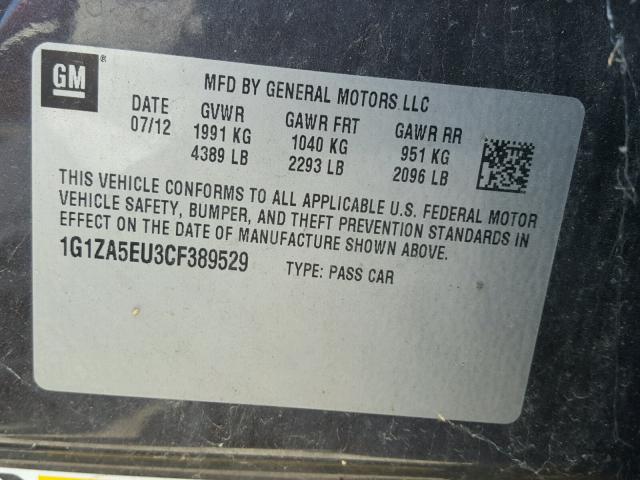 GM®
MFD BY GENERAL MOTORS LLC
DATE GVWR GAWR FRT GAWR RR
07/12 1991 KG 1040 KG 951 KG
4389 LB 2293 LB 2096 LB
THIS VEHICLE CONFORMS TO ALL APPLICABLE U.S. FEDERAL MOTOR
VEHICLE SAFETY, BUMPER, AND THEFT PREVENTION STANDARDS IN
EFFECT ON THE DATE OF MANUFACTURE SHOWN ABOVE.
1G1ZA5EU3CF389529 TYPE: PASS CAR